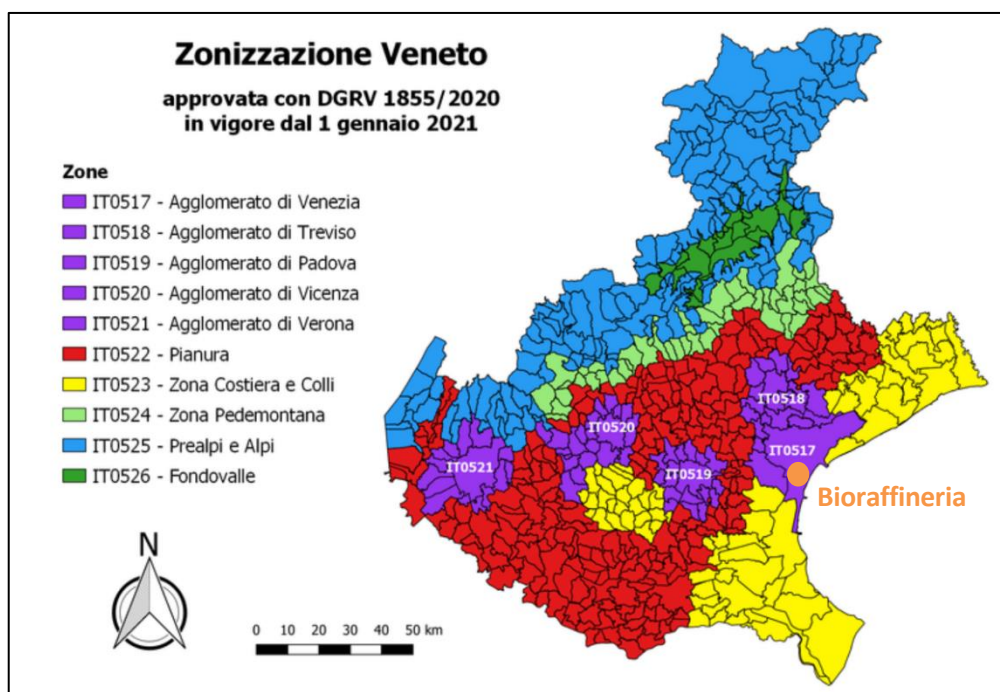 Zonizzazione Veneto
approvata con DGRV 1855/2020
in vigore dal 1 gennaio 2021
Zone
IT0517 - Agglomerato di Venezia
IT0518 - Agglomerato di Treviso
IT0519 - Agglomerato di Padova
IT0520 - Agglomerato di Vicenza
IT0521 - Agglomerato di Verona
IT0522 - Pianura
IT0523 - Zona Costiera e Colli
IT0524 - Zona Pedemontana
IT0525 - Prealpi e Alpi
IT0526 - Fondovalle
IT0518
IT0520
IT0517
IT0521
IT0519
Bioraffineria
N
0 10 20 30 40 50 km